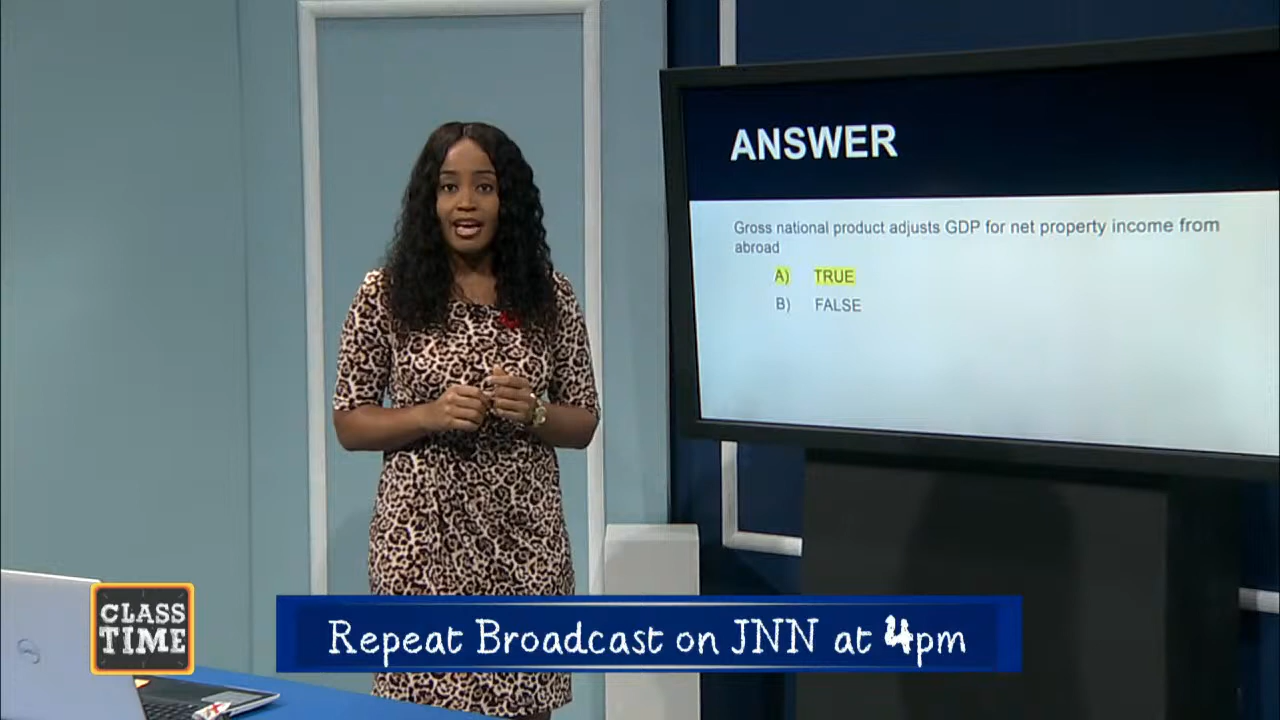 ANSWER
Gross national product adjusts GDP for net property income from
abroad
A) TRUE
B) FALSE
CLASS
TIME
Repeat Broadcast on JNN at 4pm